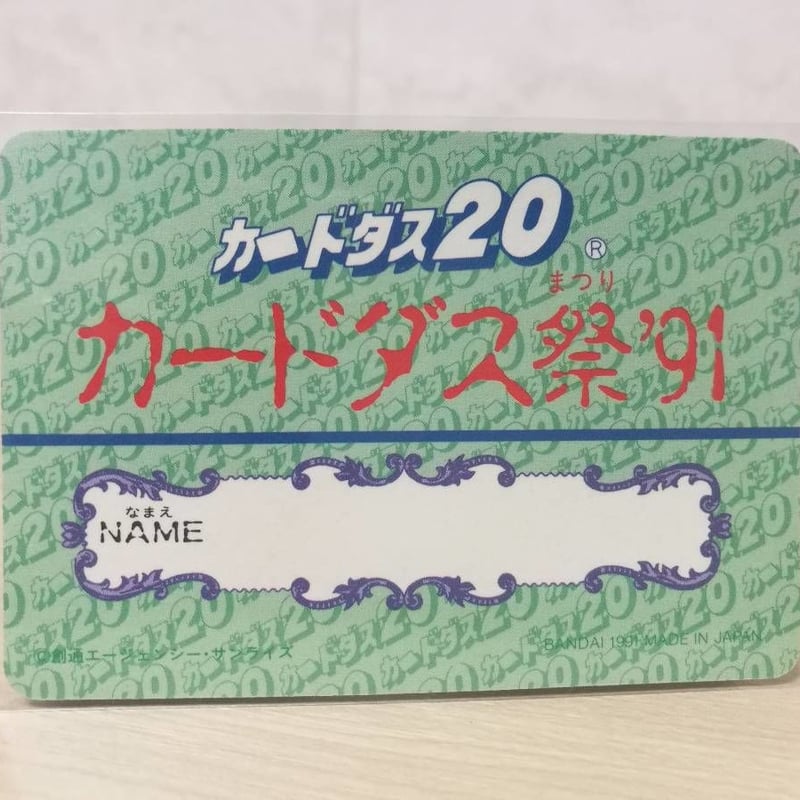 カードダス20 ®
まつり
カードダス祭'91
なまえ
NAME
©創通エージェンシー・サンライズ
BANDAI 1991 MADE IN JAPAN